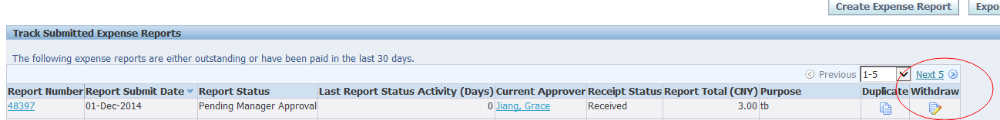 Create Expense Report Expo
Track Submitted Expense Reports
The following expense reports are either outstanding or have been paid in the last 30 days.
Previous 1-5 Next 5
Report Number Report Submit Date Report Status Last Report Status Activity (Days) Current Approver Receipt Status Report Total (CNY) Purpose Duplicate Withdraw
48397 01-Dec-2014 Pending Manager Approval 0 Jiang, Grace Received 3.00 tb